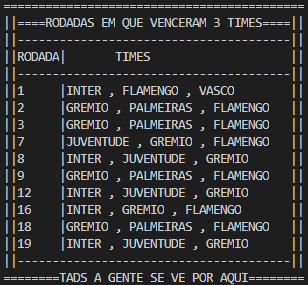 ================================================
||====RODADAS EM QUE VENCERAM 3 TIMES====||
||---------------------------------------||
||RODADA|       TIMES                    ||
||---------------------------------------||
||1     |INTER , FLAMENGO , VASCO        ||
||2     |GREMIO , PALMEIRAS , FLAMENGO   ||
||3     |GREMIO , PALMEIRAS , FLAMENGO   ||
||7     |JUVENTUDE , GREMIO , FLAMENGO   ||
||8     |INTER , JUVENTUDE , GREMIO      ||
||9     |GREMIO , PALMEIRAS , FLAMENGO   ||
||12    |INTER , JUVENTUDE , GREMIO      ||
||16    |INTER , GREMIO , FLAMENGO       ||
||18    |GREMIO , PALMEIRAS , FLAMENGO   ||
||19    |INTER , JUVENTUDE , GREMIO      ||
||---------------------------------------||
========TADS A GENTE SE VE POR AQUI========